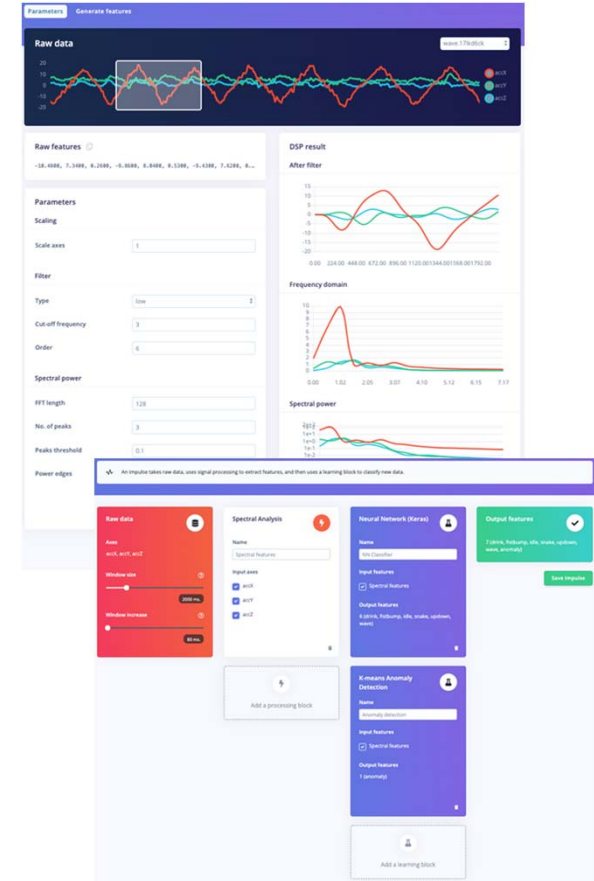 Parameters Generate features
Raw data
wave.17lkd6ck
20
10
0
-10
-20
accX
accY
accZ
Raw features
-10.4600, 7.3400, 0.2600, -9.8600, 8.0400, 0.5300, -9.4300, 7.6200, 0...
Parameters
Scaling
Scale axes 1
Filter
Type low
Cut-off frequency 3
Order 6
Spectral power
FFT length 128
No. of peaks 3
Peaks threshold 0.1
Power edges
DSP result
After filter
15
10
5
0
-5
-10
-15
-20
0.00 224.00 448.00 672.00 896.00 1120.00 1344.00 1568.00 1792.00
Frequency domain
10
9
8
7
6
5
4
3
2
1
0
0.00 1.02 2.05 3.07 4.10 5.12 6.15 7.17
Spectral power
1e+1
1e+0
1e-1
1e-2
An impulse takes raw data, uses signal processing to extract features, and then uses a learning block to classify new data.
Raw data
Axes
accX, accY, accZ
Window size
2000 ms.
Window increase
80 ms.
Spectral Analysis
Name
Spectral features
Input axes
accX
accY
accZ
Add a processing block
Neural Network (Keras)
Name
NN Classifier
Input features
Spectral features
Output features
6 (drink, fistbump, idle, snake, updown,
wave)
K-means Anomaly
Detection
Name
Anomaly detection
Input features
Spectral features
Output features
1 (anomaly)
Add a learning block
Output features
7 (drink, fistbump, idle, snake, updown,
wave, anomaly)
Save Impulse